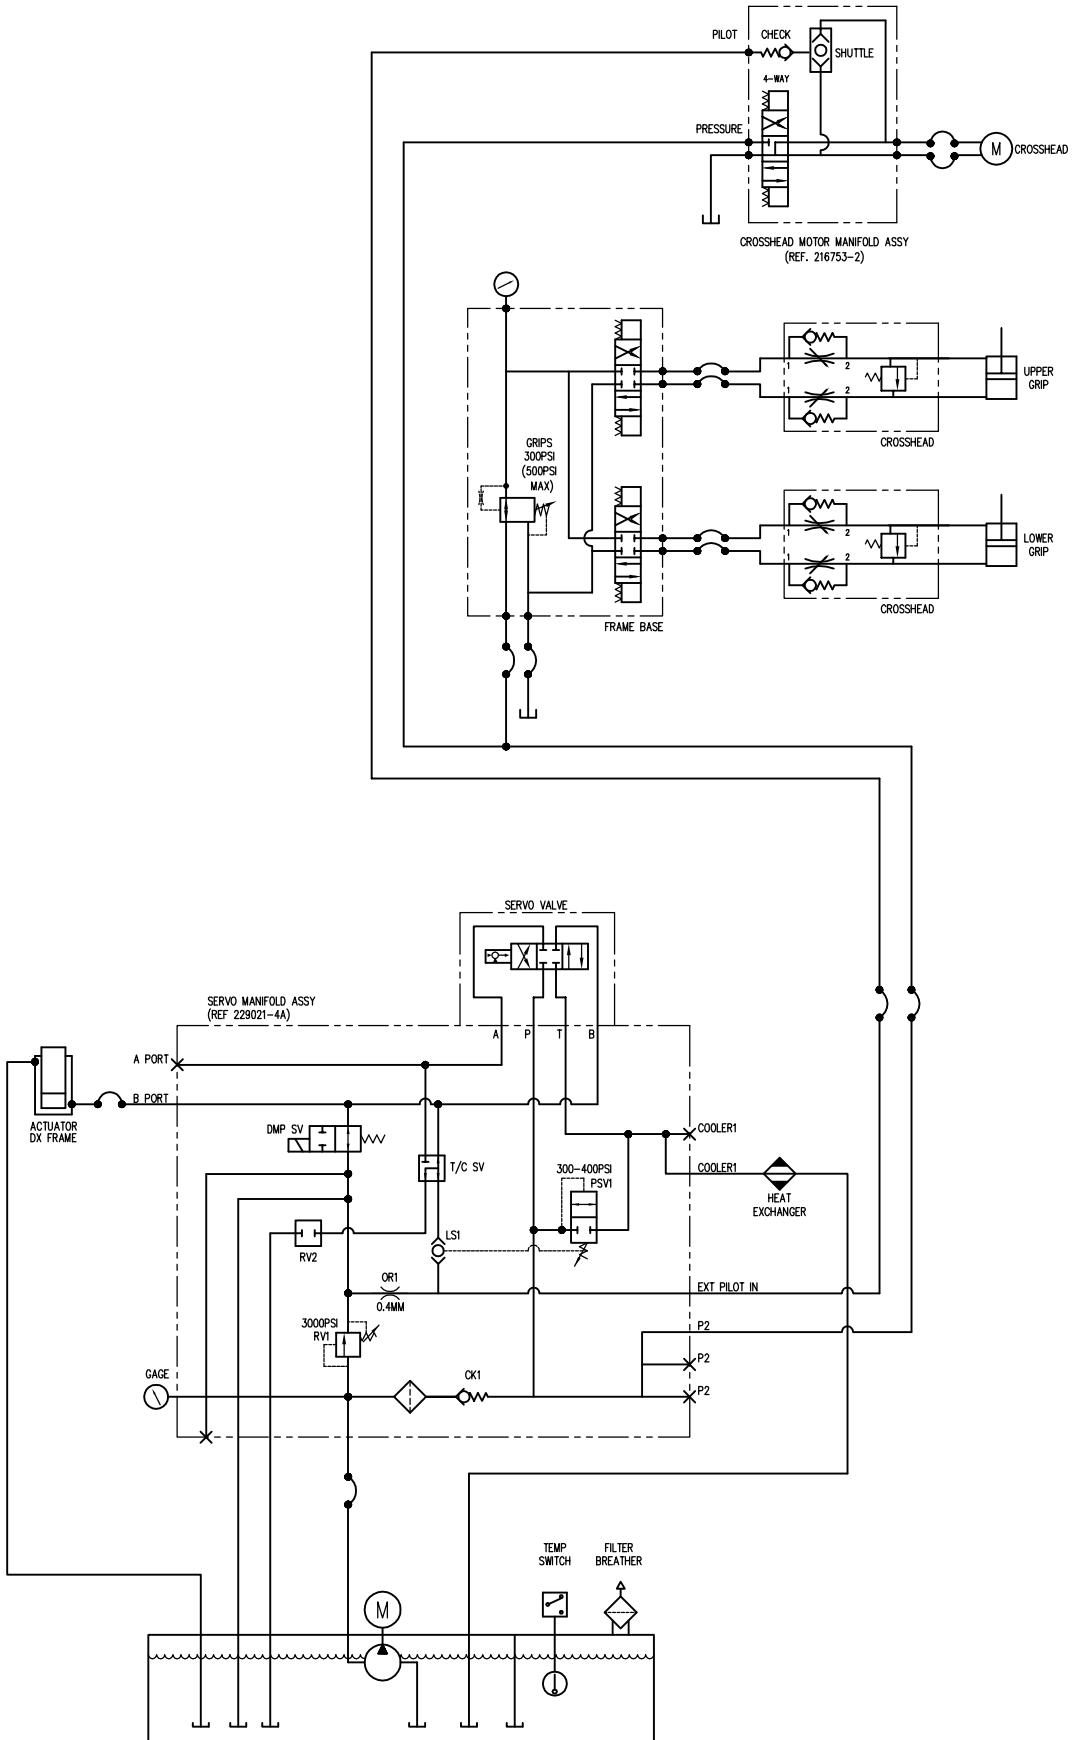 PILOT
CHECK
SHUTTLE
4-WAY
PRESSURE
M
CROSSHEAD
CROSSHEAD MOTOR MANIFOLD ASSY
(REF. 216753-2)
GRIPS
300PSI
(500PSI
MAX)
1
2
1
2
UPPER
GRIP
CROSSHEAD
1
2
1
2
LOWER
GRIP
CROSSHEAD
FRAME BASE
SERVO VALVE
SERVO MANIFOLD ASSY
(REF 229021-4A)
A
P
T
B
A PORT
B PORT
ACTUATOR
DX FRAME
DMP SV
T/C SV
300-400PSI
PSV1
COOLER1
COOLER1
HEAT
EXCHANGER
RV2
LS1
OR1
0.4MM
EXT PILOT IN
3000PSI
RV1
P2
P2
P2
GAGE
CK1
TEMP
SWITCH
FILTER
BREATHER
M